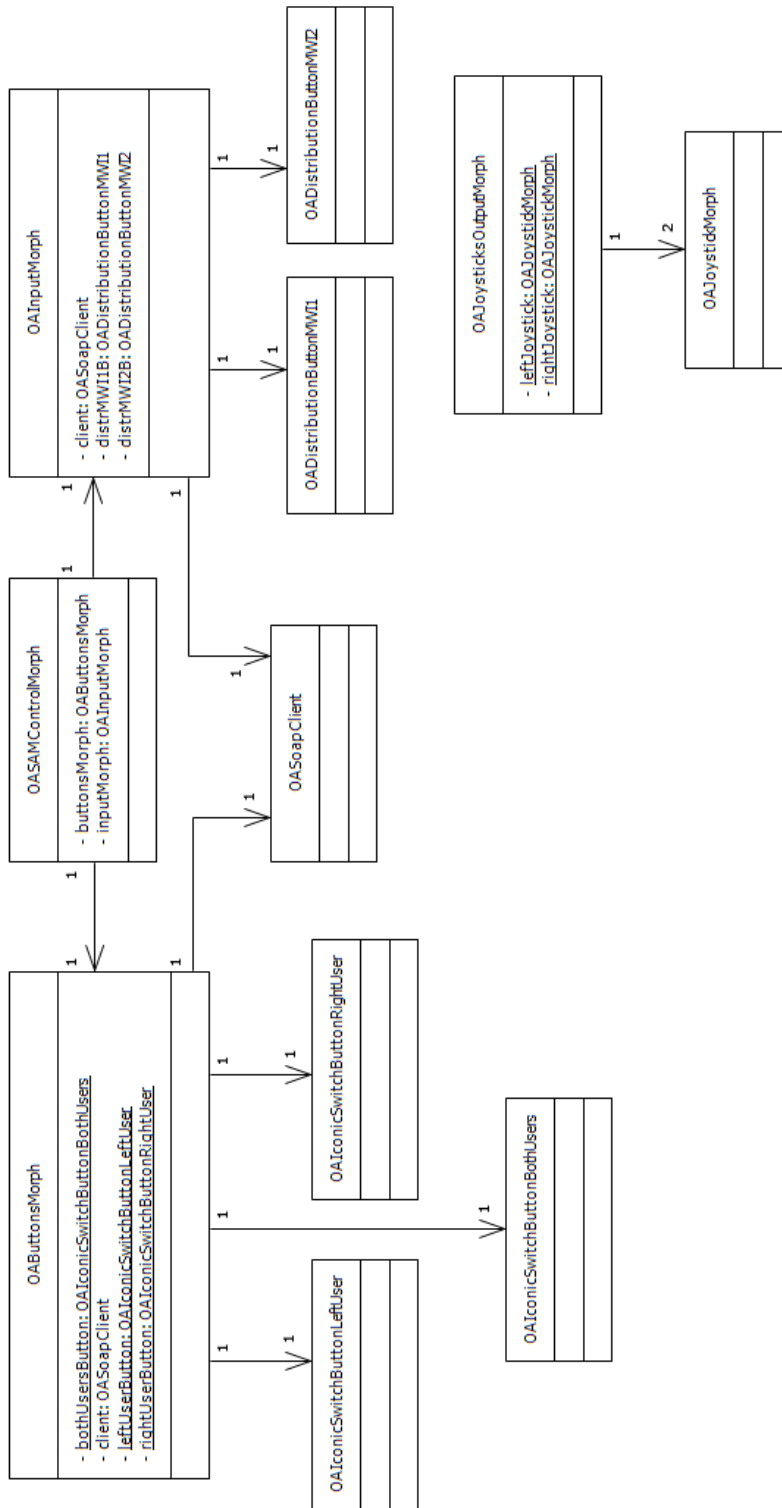 OAButtonsMorph
- bothUsersButton: OAIconicSwitchButtonBothUsers
- client: OASoapClient
- leftUserButton: OAIconicSwitchButtonLeftUser
- rightUserButton: OAIconicSwitchButtonRightUser
1
1
OASAMControlMorph
- buttonsMorph: OAButtonsMorph
- inputMorph: OAInputMorph
1
1
OAInputMorph
- client: OASoapClient
- distrMWI1B: OADistributionButtonMWI1
- distrMWI2B: OADistributionButtonMWI2
1
1
1
1
1
1
1
1
1
OAIconicSwitchButtonLeftUser
1
OAIconicSwitchButtonRightUser
1
OASoapClient
1
OADistributionButtonMWI1
1
OADistributionButtonMWI2
1
OAIconicSwitchButtonBothUsers
OAJoysticksOutputMorph
- leftJoystick: OAJoystickMorph
- rightJoystick: OAJoystickMorph
1
2
OAJoystickMorph